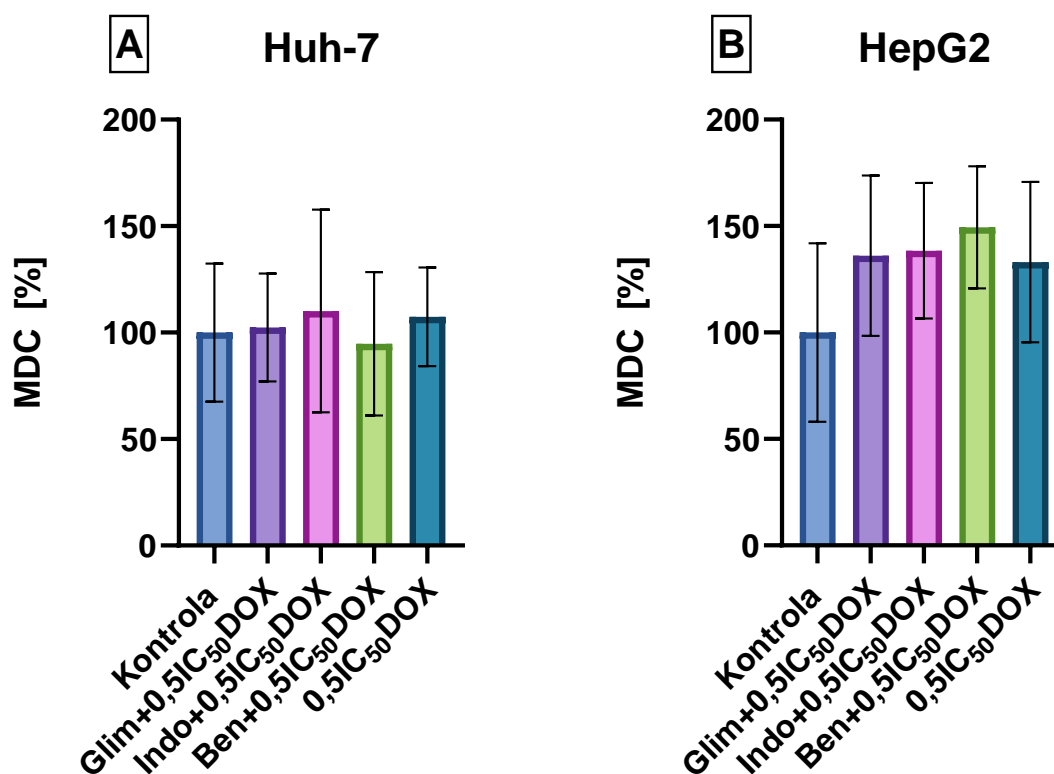 A Huh-7
MDC [%]
200
150
100
50
0
Kontrola
Glim+0,5IC₅₀DOX
Indo+0,5IC₅₀DOX
Ben+0,5IC₅₀DOX
0,5IC₅₀DOX
B HepG2
MDC [%]
200
150
100
50
0
Kontrola
Glim+0,5IC₅₀DOX
Indo+0,5IC₅₀DOX
Ben+0,5IC₅₀DOX
0,5IC₅₀DOX